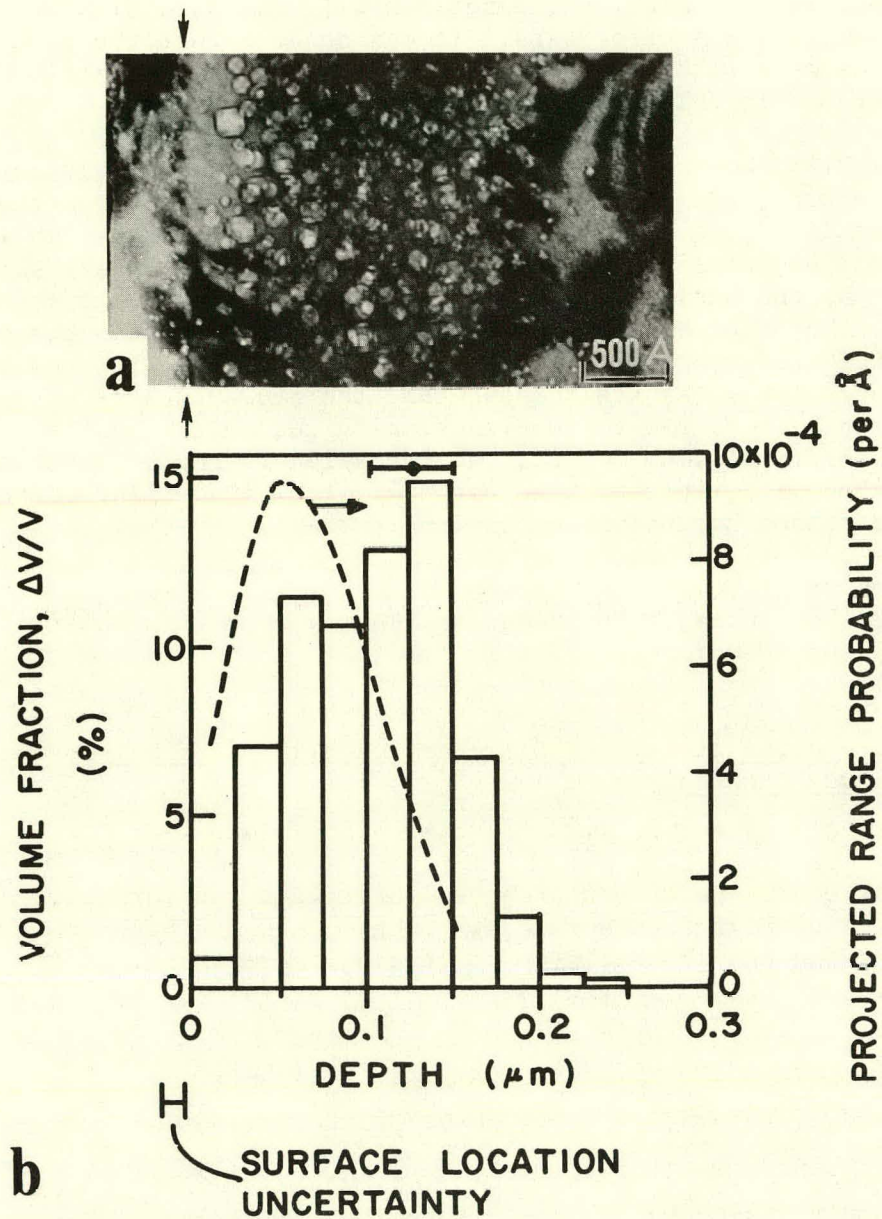 a
500 Å
10×10⁻⁴
15
10
5
0
8
6
4
2
0
VOLUME FRACTION, ΔV/V
(%)
PROJECTED RANGE PROBABILITY (per Å)
0
0.1
0.2
0.3
DEPTH (μm)
b
SURFACE LOCATION
UNCERTAINTY